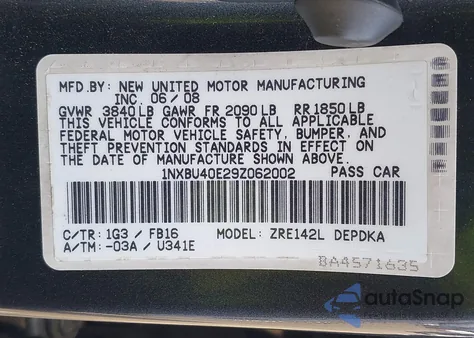 MFD.BY: NEW UNITED MOTOR MANUFACTURING
INC. 06/08
GVWR 3840 LB GAWR FR 2090 LB RR 1850 LB
THIS VEHICLE CONFORMS TO ALL APPLICABLE
FEDERAL MOTOR VEHICLE SAFETY, BUMPER, AND
THEFT PREVENTION STANDARDS IN EFFECT ON
THE DATE OF MANUFACTURE SHOWN ABOVE.
1NXBU40E29Z062002 PASS CAR
C/TR: 1G3 / FB16 MODEL: ZRE142L DEPDKA
A/TM: -03A / U341E
BA4571635
autaSnap